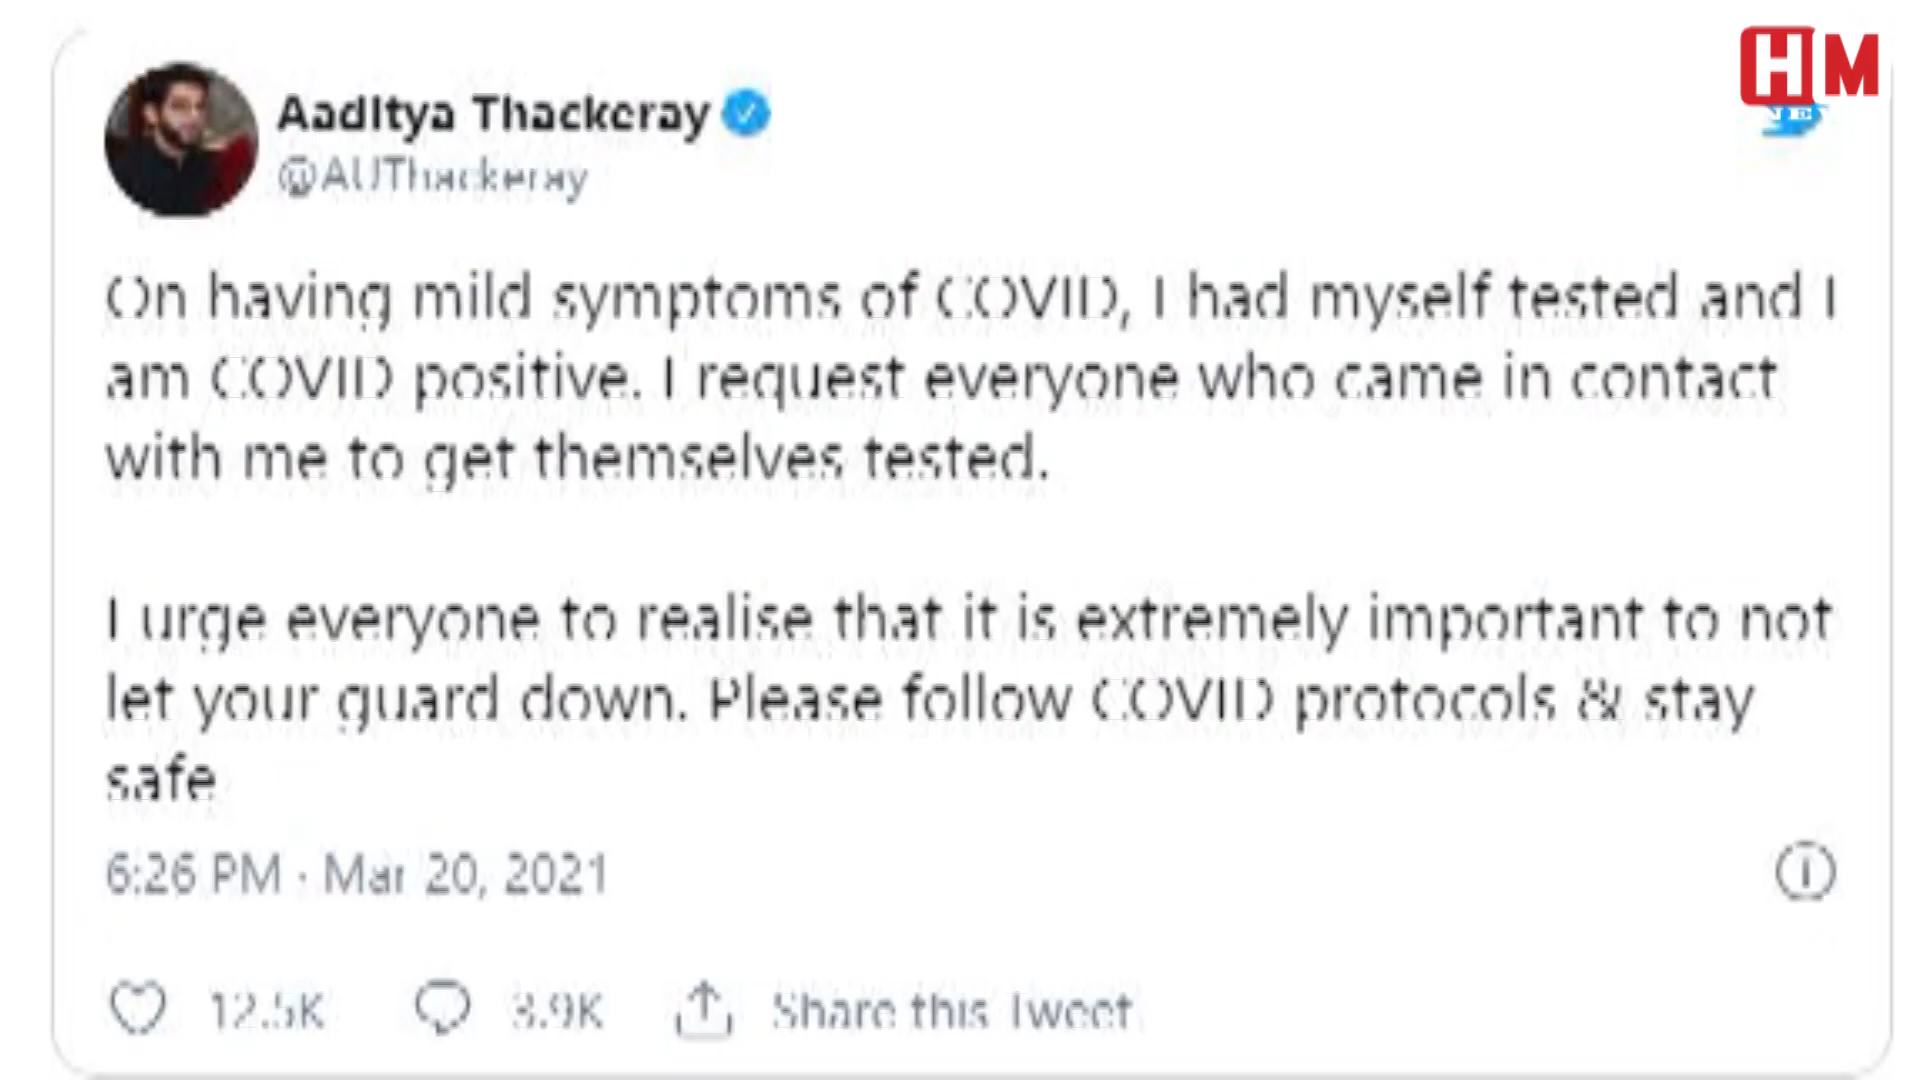 HM
NEW
Aaditya Thackeray
@AUThackeray
On having mild symptoms of COVID, I had myself tested and I
am COVID positive. I request everyone who came in contact
with me to get themselves tested.
I urge everyone to realise that it is extremely important to not
let your guard down. Please follow COVID protocols & stay
safe
6:26 PM · Mar 20, 2021
12.5K 3.9K Share this Tweet